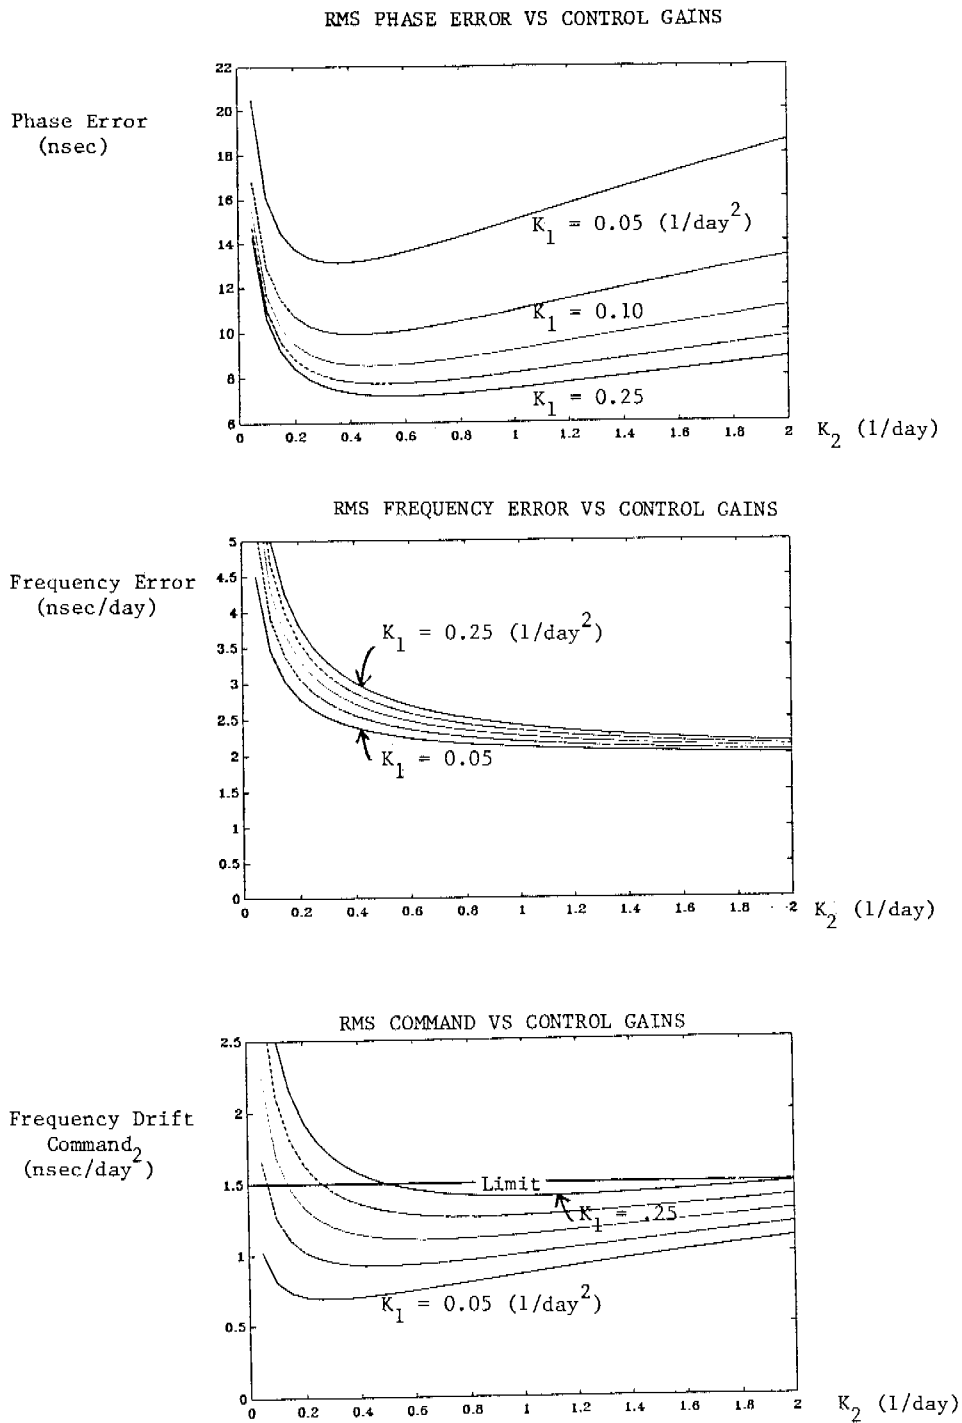 RMS PHASE ERROR VS CONTROL GAINS
Phase Error
(nsec)
22
20
18
16
14
12
10
8
6
K1 = 0.05 (1/day2)
K1 = 0.10
K1 = 0.25
0 0.2 0.4 0.6 0.8 1 1.2 1.4 1.6 1.8 2
K2 (1/day)
RMS FREQUENCY ERROR VS CONTROL GAINS
Frequency Error
(nsec/day)
5
4.5
4
3.5
3
2.5
2
1.5
1
0.5
0
K1 = 0.25 (1/day2)
K1 = 0.05
0 0.2 0.4 0.6 0.8 1 1.2 1.4 1.6 1.8 2
K2 (1/day)
RMS COMMAND VS CONTROL GAINS
Frequency Drift
Command
(nsec/day2)
2.5
2
1.5
1
0.5
0
Limit
K1 = .25
K1 = 0.05 (1/day2)
0 0.2 0.4 0.6 0.8 1 1.2 1.4 1.6 1.8 2
K2 (1/day)